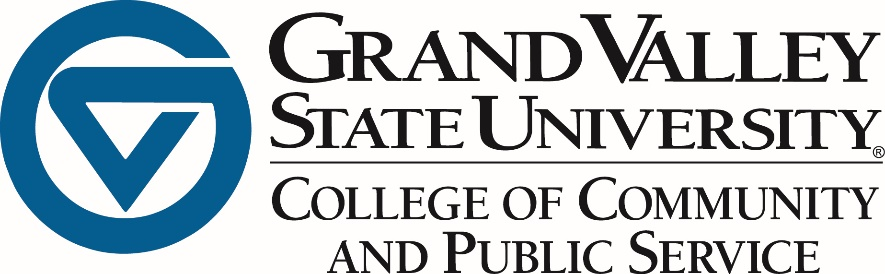 GRAND VALLEY
STATE UNIVERSITY®
COLLEGE OF COMMUNITY
AND PUBLIC SERVICE